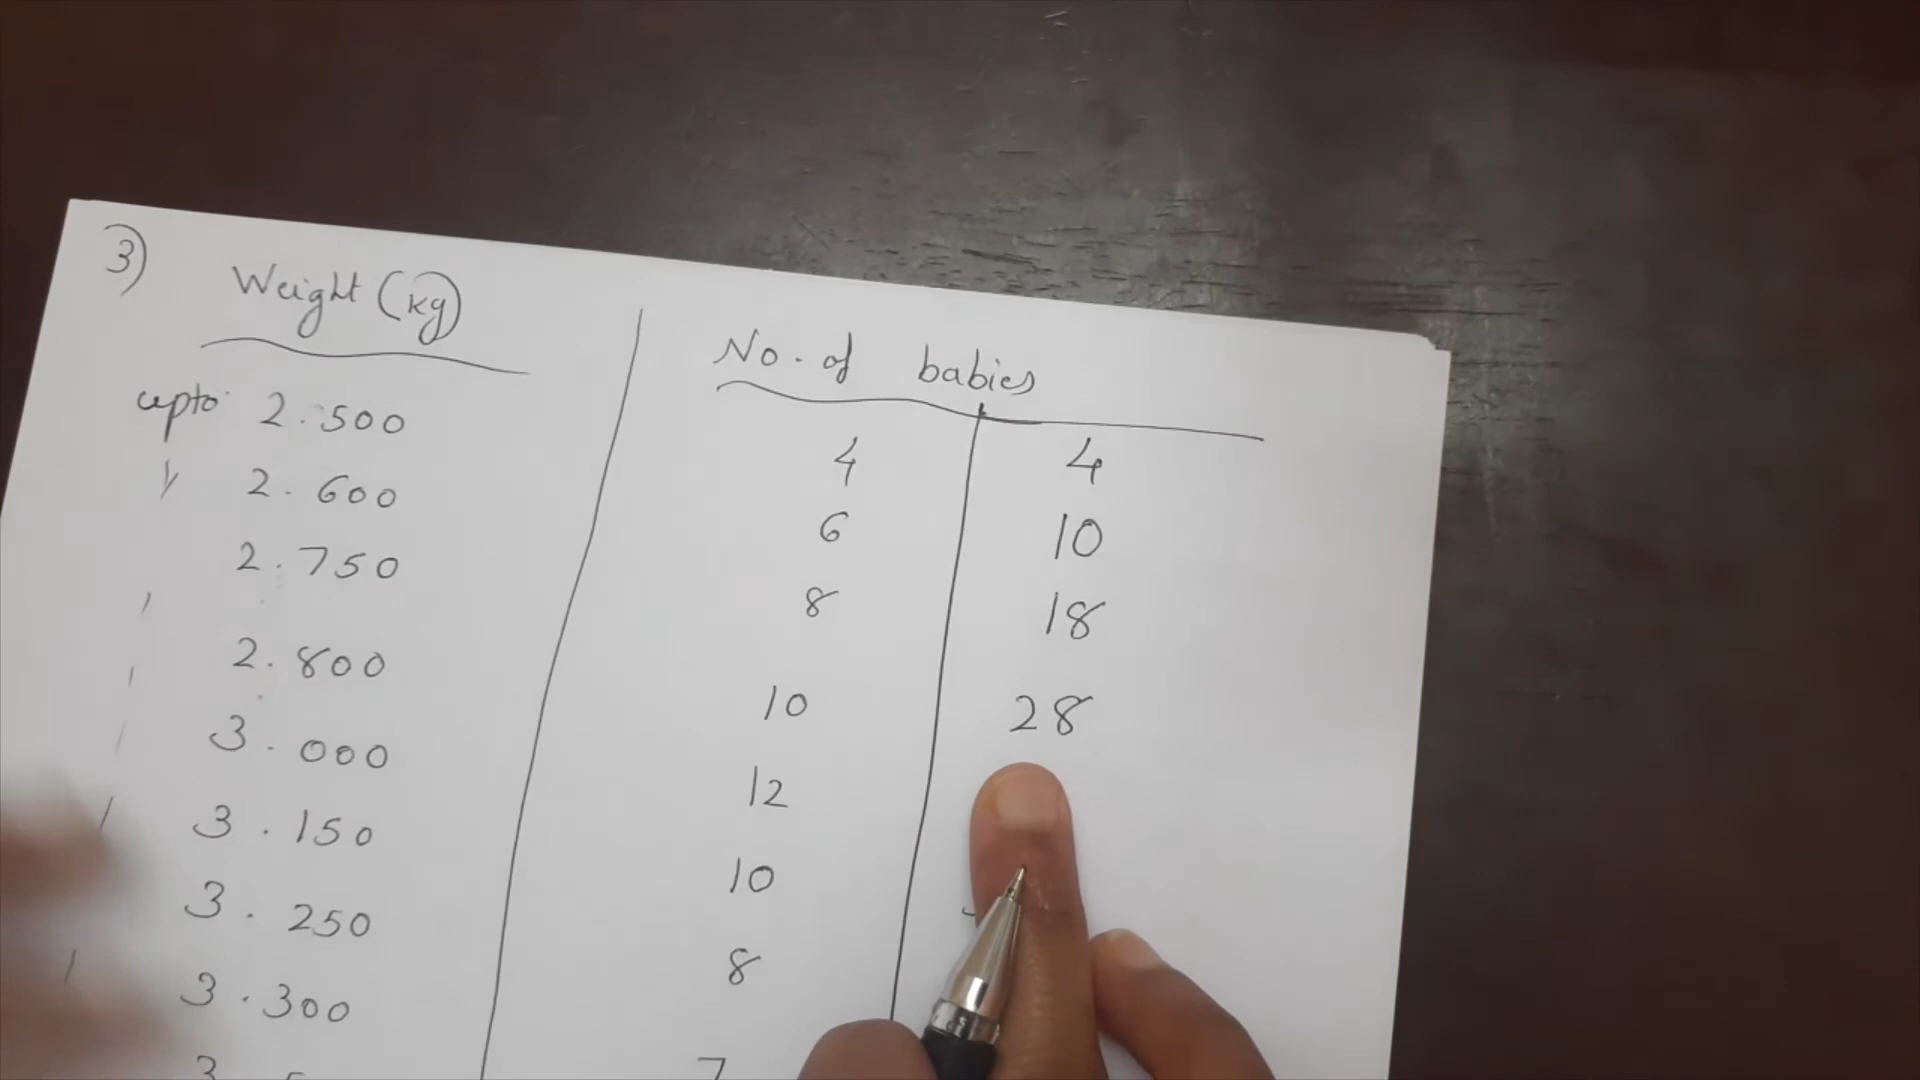 3) Weight (kg) No. of babies
upto 2.500 4 4
2.600 6 10
2.750 8 18
2.800 10 28
3.000 12
3.150 10
3.250 8
3.300 7
3.